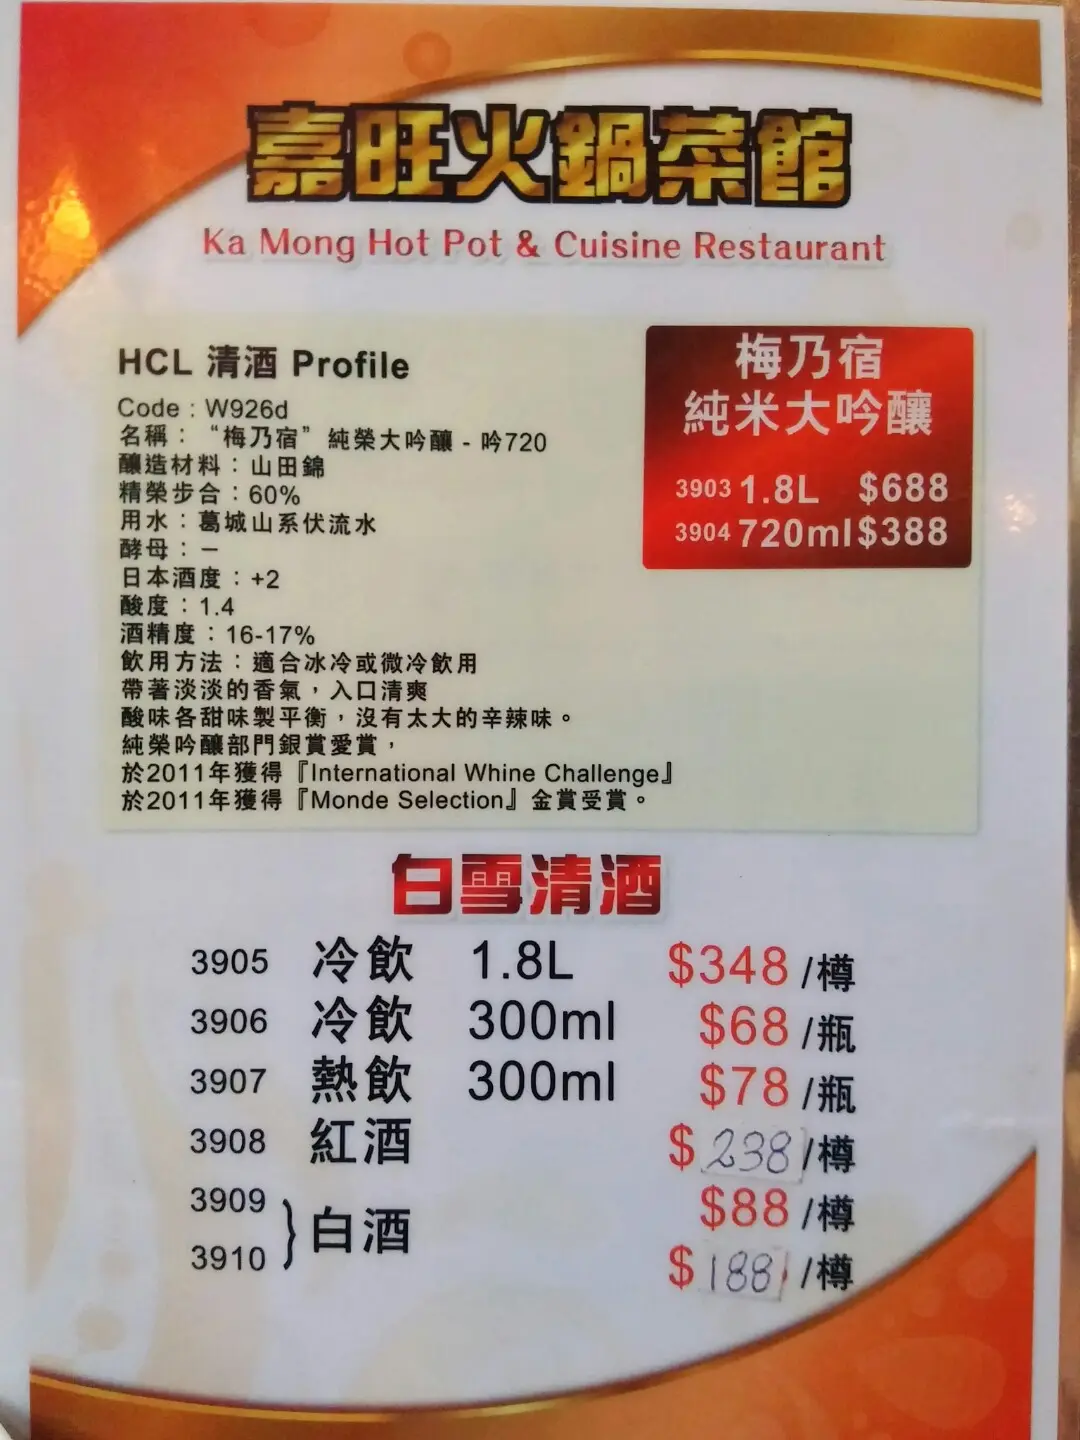 嘉旺火鍋菜館
Ka Mong Hot Pot & Cuisine Restaurant
HCL 清酒 Profile
Code : W926d
名稱： “梅乃宿” 純榮大吟釀 - 吟720
釀造材料：山田錦
精榮步合：60%
用水：葛城山系伏流水
酵母：－
日本酒度：+2
酸度：1.4
酒精度：16-17%
飲用方法：適合冰冷或微冷飲用
帶著淡淡的香氣，入口清爽
酸味各甜味製平衡，沒有太大的辛辣味。
純榮吟釀部門銀賞愛賞，
於2011年獲得『International Whine Challenge』
於2011年獲得『Monde Selection』金賞受賞。
梅乃宿
純米大吟釀
3903 1.8L $688
3904 720ml $388
白雪清酒
3905 冷飲 1.8L $348 /樽
3906 冷飲 300ml $68 /瓶
3907 熱飲 300ml $78 /瓶
3908 紅酒 $238 /樽
3909 } 白酒 $88 /樽
3910 $188 /樽